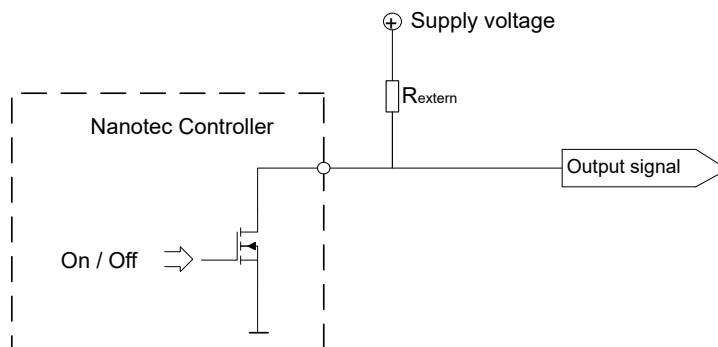 Supply voltage
Rextern
Nanotec Controller
Output signal
On / Off